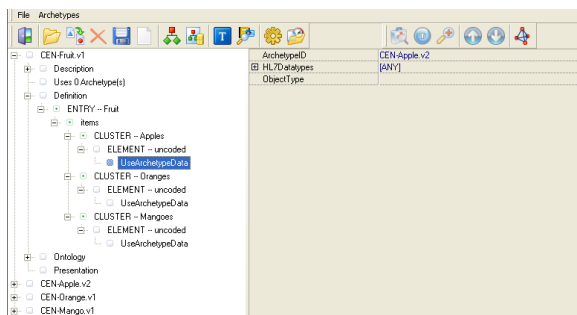 File Archetypes
T
CEN-Fruit.v1
Description
Uses 0 Archetype(s)
Definition
ENTRY -- Fruit
items
CLUSTER -- Apples
ELEMENT -- uncoded
UseArchetypeData
CLUSTER -- Oranges
ELEMENT -- uncoded
UseArchetypeData
CLUSTER -- Mangoes
ELEMENT -- uncoded
UseArchetypeData
Ontology
Presentation
CEN-Apple.v2
CEN-Orange.v1
CEN-Mango.v1
ArchetypeID CEN-Apple.v2
HL7Datatypes [ANY]
ObjectType